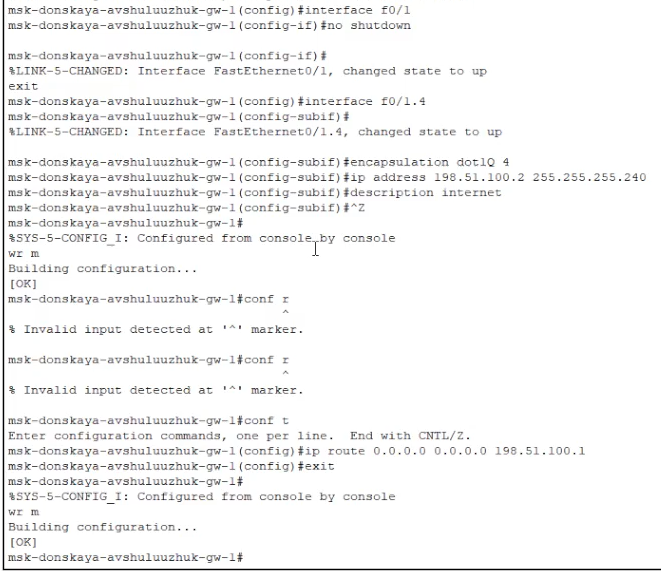 msk-donskaya-avshuluuzhuk-gw-1(config)#interface f0/1
msk-donskaya-avshuluuzhuk-gw-1(config-if)#no shutdown
msk-donskaya-avshuluuzhuk-gw-1(config-if)#
%LINK-5-CHANGED: Interface FastEthernet0/1, changed state to up
exit
msk-donskaya-avshuluuzhuk-gw-1(config)#interface f0/1.4
msk-donskaya-avshuluuzhuk-gw-1(config-subif)#
%LINK-5-CHANGED: Interface FastEthernet0/1.4, changed state to up
msk-donskaya-avshuluuzhuk-gw-1(config-subif)#encapsulation dot1Q 4
msk-donskaya-avshuluuzhuk-gw-1(config-subif)#ip address 198.51.100.2 255.255.255.240
msk-donskaya-avshuluuzhuk-gw-1(config-subif)#description internet
msk-donskaya-avshuluuzhuk-gw-1(config-subif)#^Z
msk-donskaya-avshuluuzhuk-gw-1#
%SYS-5-CONFIG_I: Configured from console by console
wr m
Building configuration...
[OK]
msk-donskaya-avshuluuzhuk-gw-1#conf r
^
% Invalid input detected at '^' marker.
msk-donskaya-avshuluuzhuk-gw-1#conf r
^
% Invalid input detected at '^' marker.
msk-donskaya-avshuluuzhuk-gw-1#conf t
Enter configuration commands, one per line.  End with CNTL/Z.
msk-donskaya-avshuluuzhuk-gw-1(config)#ip route 0.0.0.0 0.0.0.0 198.51.100.1
msk-donskaya-avshuluuzhuk-gw-1(config)#exit
msk-donskaya-avshuluuzhuk-gw-1#
%SYS-5-CONFIG_I: Configured from console by console
wr m
Building configuration...
[OK]
msk-donskaya-avshuluuzhuk-gw-1#